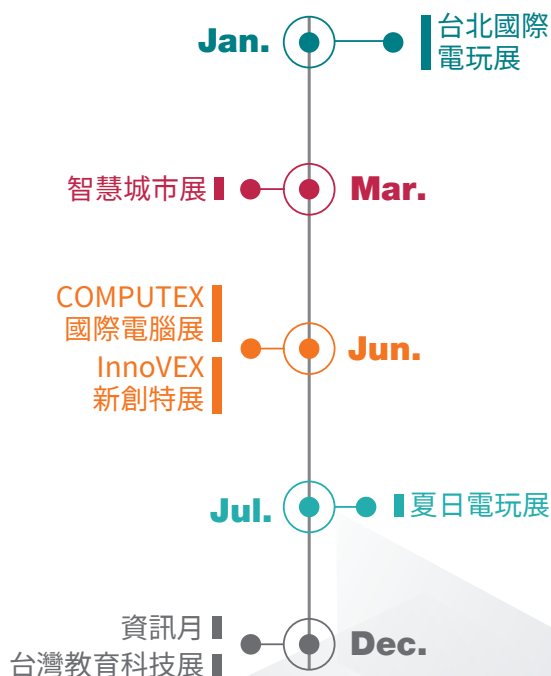 Jan.
台北國際
電玩展
智慧城市展
Mar.
COMPUTEX
國際電腦展
InnoVEX
新創特展
Jun.
Jul.
夏日電玩展
資訊月
台灣教育科技展
Dec.